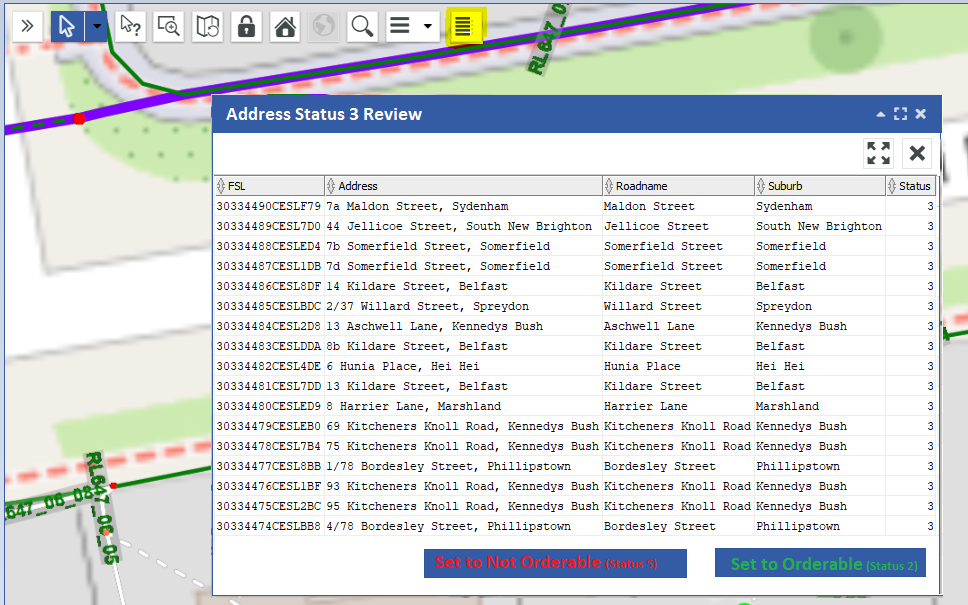 RL647_0
Address Status 3 Review
FSL Address Roadname Suburb Status
30334490CESLF79 7a Maldon Street, Sydenham Maldon Street Sydenham 3
30334489CESL7D0 44 Jellicoe Street, South New Brighton Jellicoe Street South New Brighton 3
30334488CESLED4 7b Somerfield Street, Somerfield Somerfield Street Somerfield 3
30334487CESL1DB 7d Somerfield Street, Somerfield Somerfield Street Somerfield 3
30334486CESL8DF 14 Kildare Street, Belfast Kildare Street Belfast 3
30334485CESLBDC 2/37 Willard Street, Spreydon Willard Street Spreydon 3
30334484CESL2D8 13 Aschwell Lane, Kennedys Bush Aschwell Lane Kennedys Bush 3
30334483CESLDDA 8b Kildare Street, Belfast Kildare Street Belfast 3
30334482CESL4DE 6 Hunia Place, Hei Hei Hunia Place Hei Hei 3
30334481CESL7DD 13 Kildare Street, Belfast Kildare Street Belfast 3
30334480CESLED9 8 Harrier Lane, Marshland Harrier Lane Marshland 3
30334479CESLEB0 69 Kitcheners Knoll Road, Kennedys Bush Kitcheners Knoll Road Kennedys Bush 3
30334478CESL7B4 75 Kitcheners Knoll Road, Kennedys Bush Kitcheners Knoll Road Kennedys Bush 3
30334477CESL8BB 1/78 Bordesley Street, Phillipstown Bordesley Street Phillipstown 3
30334476CESL1BF 93 Kitcheners Knoll Road, Kennedys Bush Kitcheners Knoll Road Kennedys Bush 3
30334475CESL2BC 95 Kitcheners Knoll Road, Kennedys Bush Kitcheners Knoll Road Kennedys Bush 3
30334474CESLBB8 4/78 Bordesley Street, Phillipstown Bordesley Street Phillipstown 3
RL647_06_05
647_06_08
Set to Not Orderable (Status 5)
Set to Orderable (Status 2)